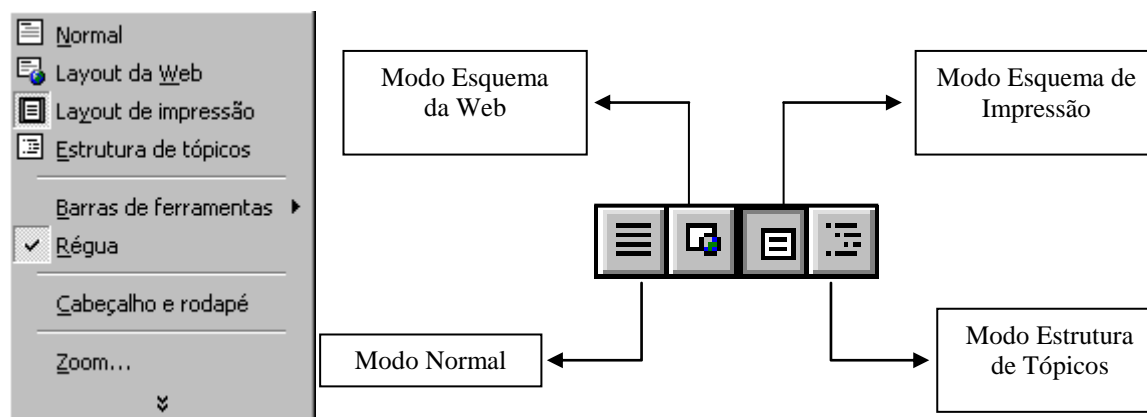 Normal
Layout da Web
Layout de impressão
Estrutura de tópicos
Barras de ferramentas
Régua
Cabeçalho e rodapé
Zoom...
Modo Esquema
da Web
Modo Esquema de
Impressão
Modo Normal
Modo Estrutura
de Tópicos